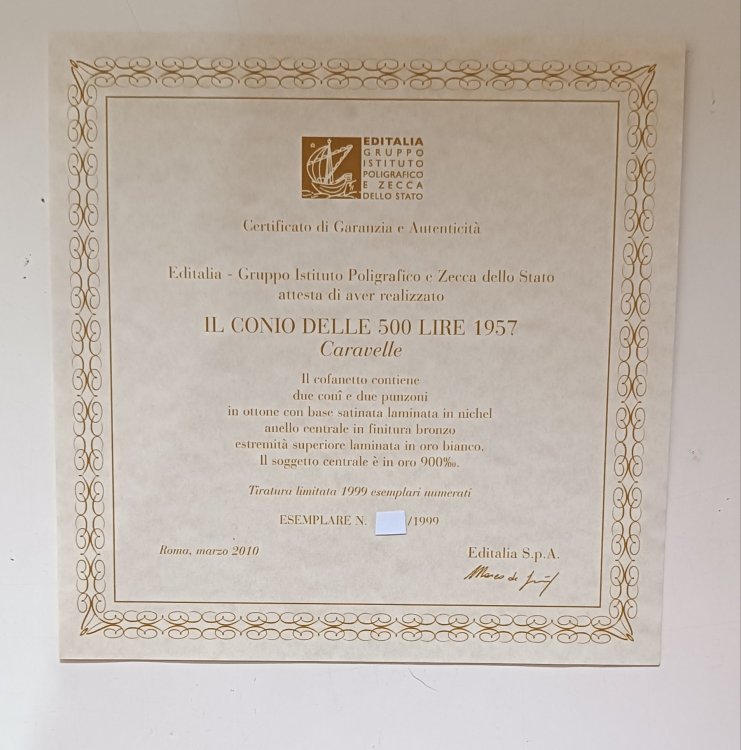 EDITALIA
GRUPPO
ISTITUTO
POLIGRAFICO
E ZECCA
DELLO STATO
Certificato di Garanzia e Autenticità
Editalia - Gruppo Istituto Poligrafico e Zecca dello Stato
attesta di aver realizzato
IL CONIO DELLE 500 LIRE 1957
Caravelle
Il cofanetto contiene
due conî e due punzoni
in ottone con base satinata laminata in nichel
anello centrale in finitura bronzo
estremità superiore laminata in oro bianco.
Il soggetto centrale è in oro 900‰.
Tiratura limitata 1999 esemplari numerati
ESEMPLARE N. /1999
Roma, marzo 2010
Editalia S.p.A.
Marco de